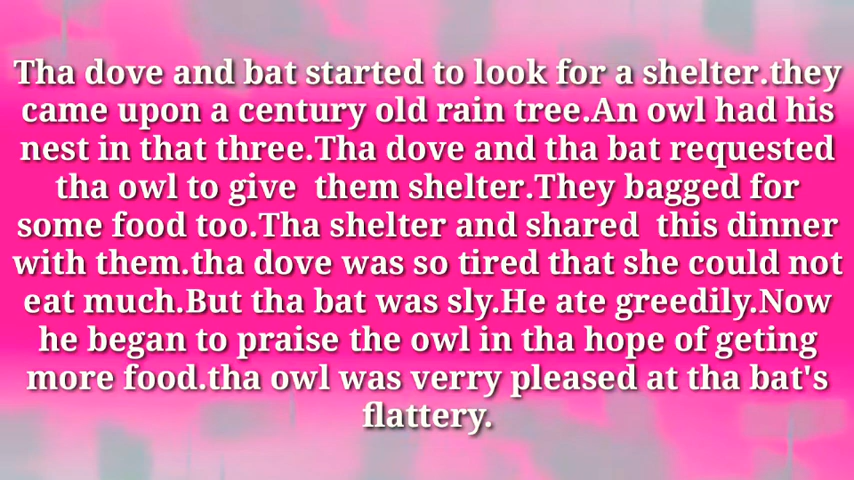 Tha dove and bat started to look for a shelter.they
came upon a century old rain tree.An owl had his
nest in that three.Tha dove and tha bat requested
tha owl to give  them shelter.They bagged for
some food too.Tha shelter and shared  this dinner
with them.tha dove was so tired that she could not
eat much.But tha bat was sly.He ate greedily.Now
he began to praise the owl in tha hope of geting
more food.tha owl was verry pleased at tha bat's
flattery.